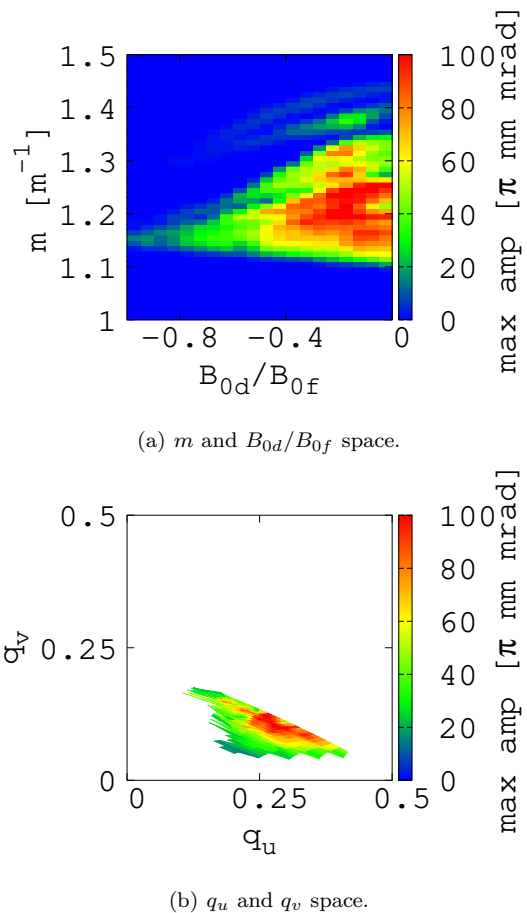 1.5
1.4
1.3
1.2
1.1
1
m [m⁻¹]
−0.8 −0.4 0
B₀d/B₀f
100
80
60
40
20
0
max amp [π mm mrad]
(a) m and B₀d/B₀f space.
0.5
0.25
0
qᵥ
0 0.25 0.5
qᵤ
100
80
60
40
20
0
max amp [π mm mrad]
(b) qᵤ and qᵥ space.